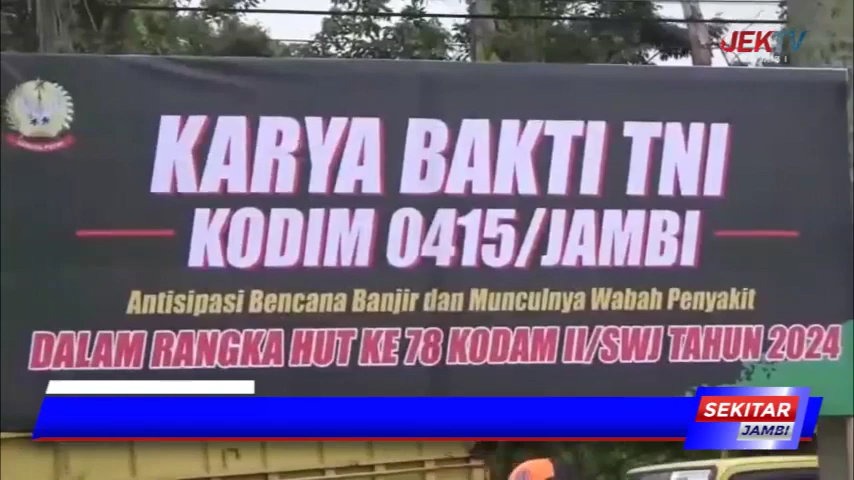 JEKTV
KARYA BAKTI TNI
KODIM 0415/JAMBI
Antisipasi Bencana Banjir dan Munculnya Wabah Penyakit
DALAM RANGKA HUT KE 78 KODAM II/SWJ TAHUN 2024
SEKITAR
JAMBI